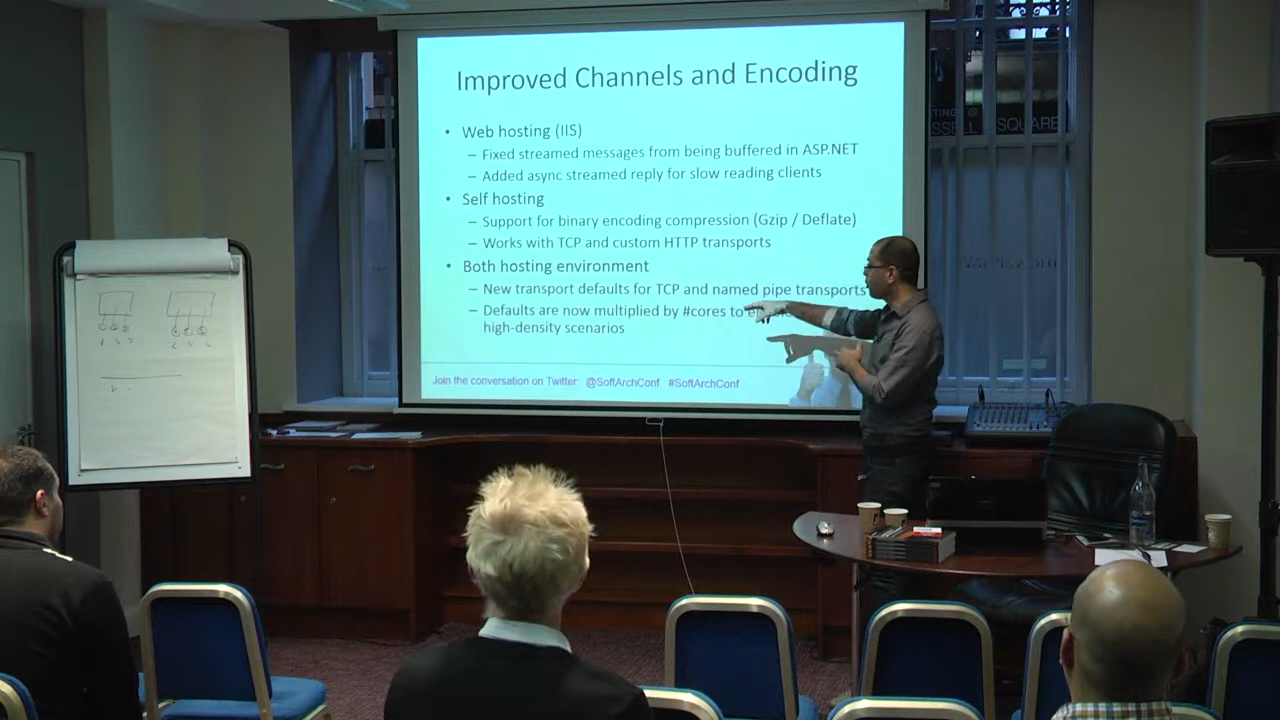 Improved Channels and Encoding
• Web hosting (IIS)
– Fixed streamed messages from being buffered in ASP.NET
– Added async streamed reply for slow reading clients
• Self hosting
– Support for binary encoding compression (Gzip / Deflate)
– Works with TCP and custom HTTP transports
• Both hosting environment
– New transport defaults for TCP and named pipe transports
– Defaults are now multiplied by #cores to
high-density scenarios
Join the conversation on Twitter: @SoftArchConf #SoftArchConf
SQUARE